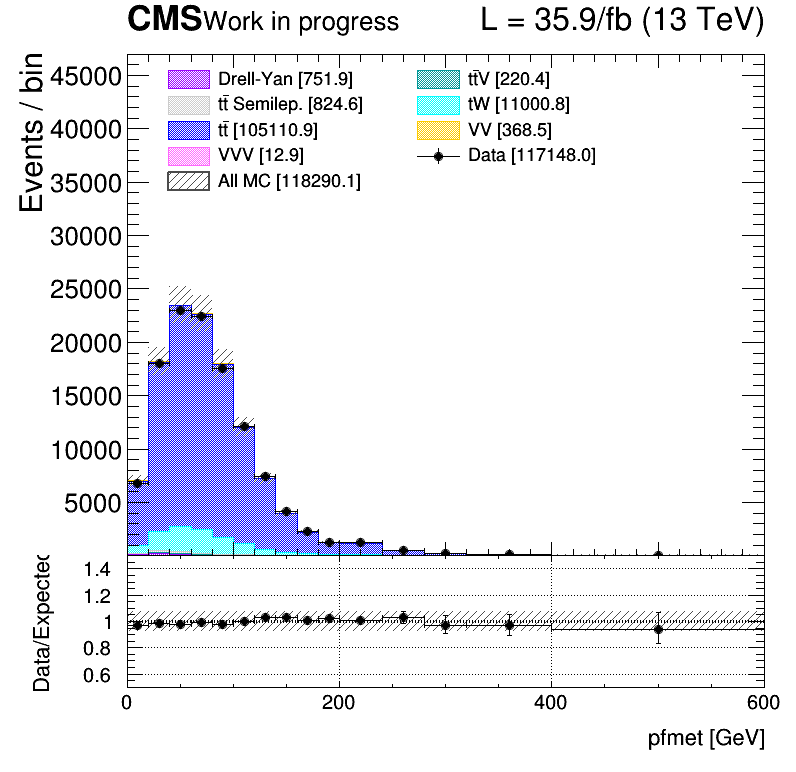 CMS Work in progress L = 35.9/fb (13 TeV)
Events / bin
45000
40000
35000
30000
25000
20000
15000
10000
5000
Drell-Yan [751.9]
tt̄ Semilep. [824.6]
tt̄ [105110.9]
VVV [12.9]
All MC [118290.1]
tt̄V [220.4]
tW [11000.8]
VV [368.5]
Data [117148.0]
Data/Expected
1.4
1.2
1
0.8
0.6
0 200 400 600
pfmet [GeV]